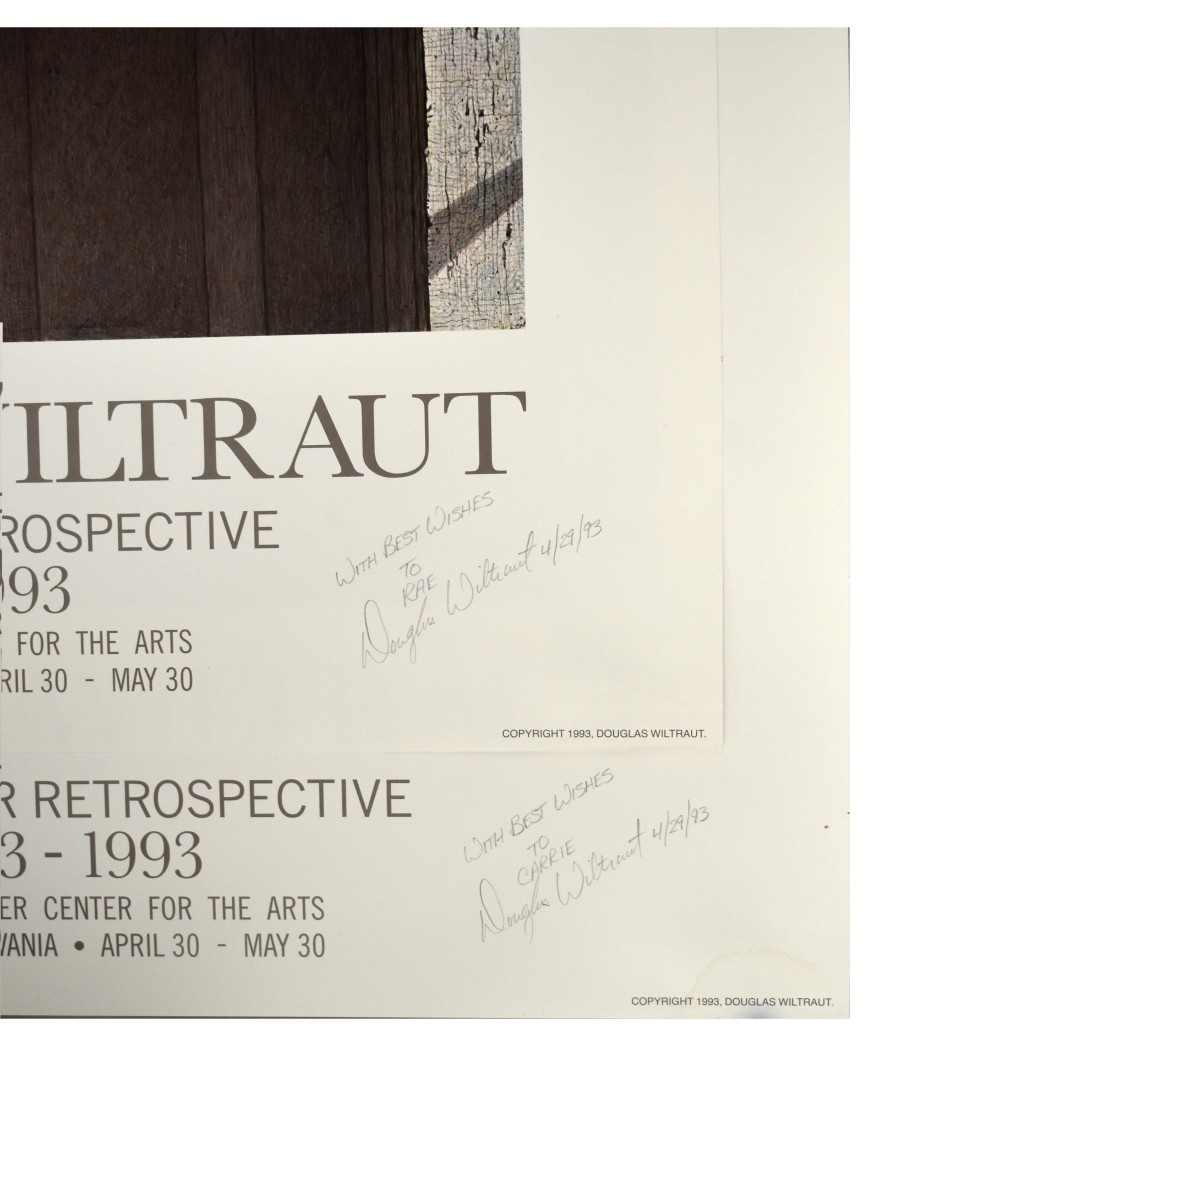 ILTRAUT
ROSPECTIVE
93
FOR THE ARTS
RIL 30 - MAY 30
WITH BEST WISHES
TO
RAE
Douglas Wiltraut 4/29/93
COPYRIGHT 1993, DOUGLAS WILTRAUT.
R RETROSPECTIVE
3 - 1993
ER CENTER FOR THE ARTS
VANIA • APRIL 30 - MAY 30
WITH BEST WISHES
TO
CARRIE
Douglas Wiltraut 4/29/93
COPYRIGHT 1993, DOUGLAS WILTRAUT.